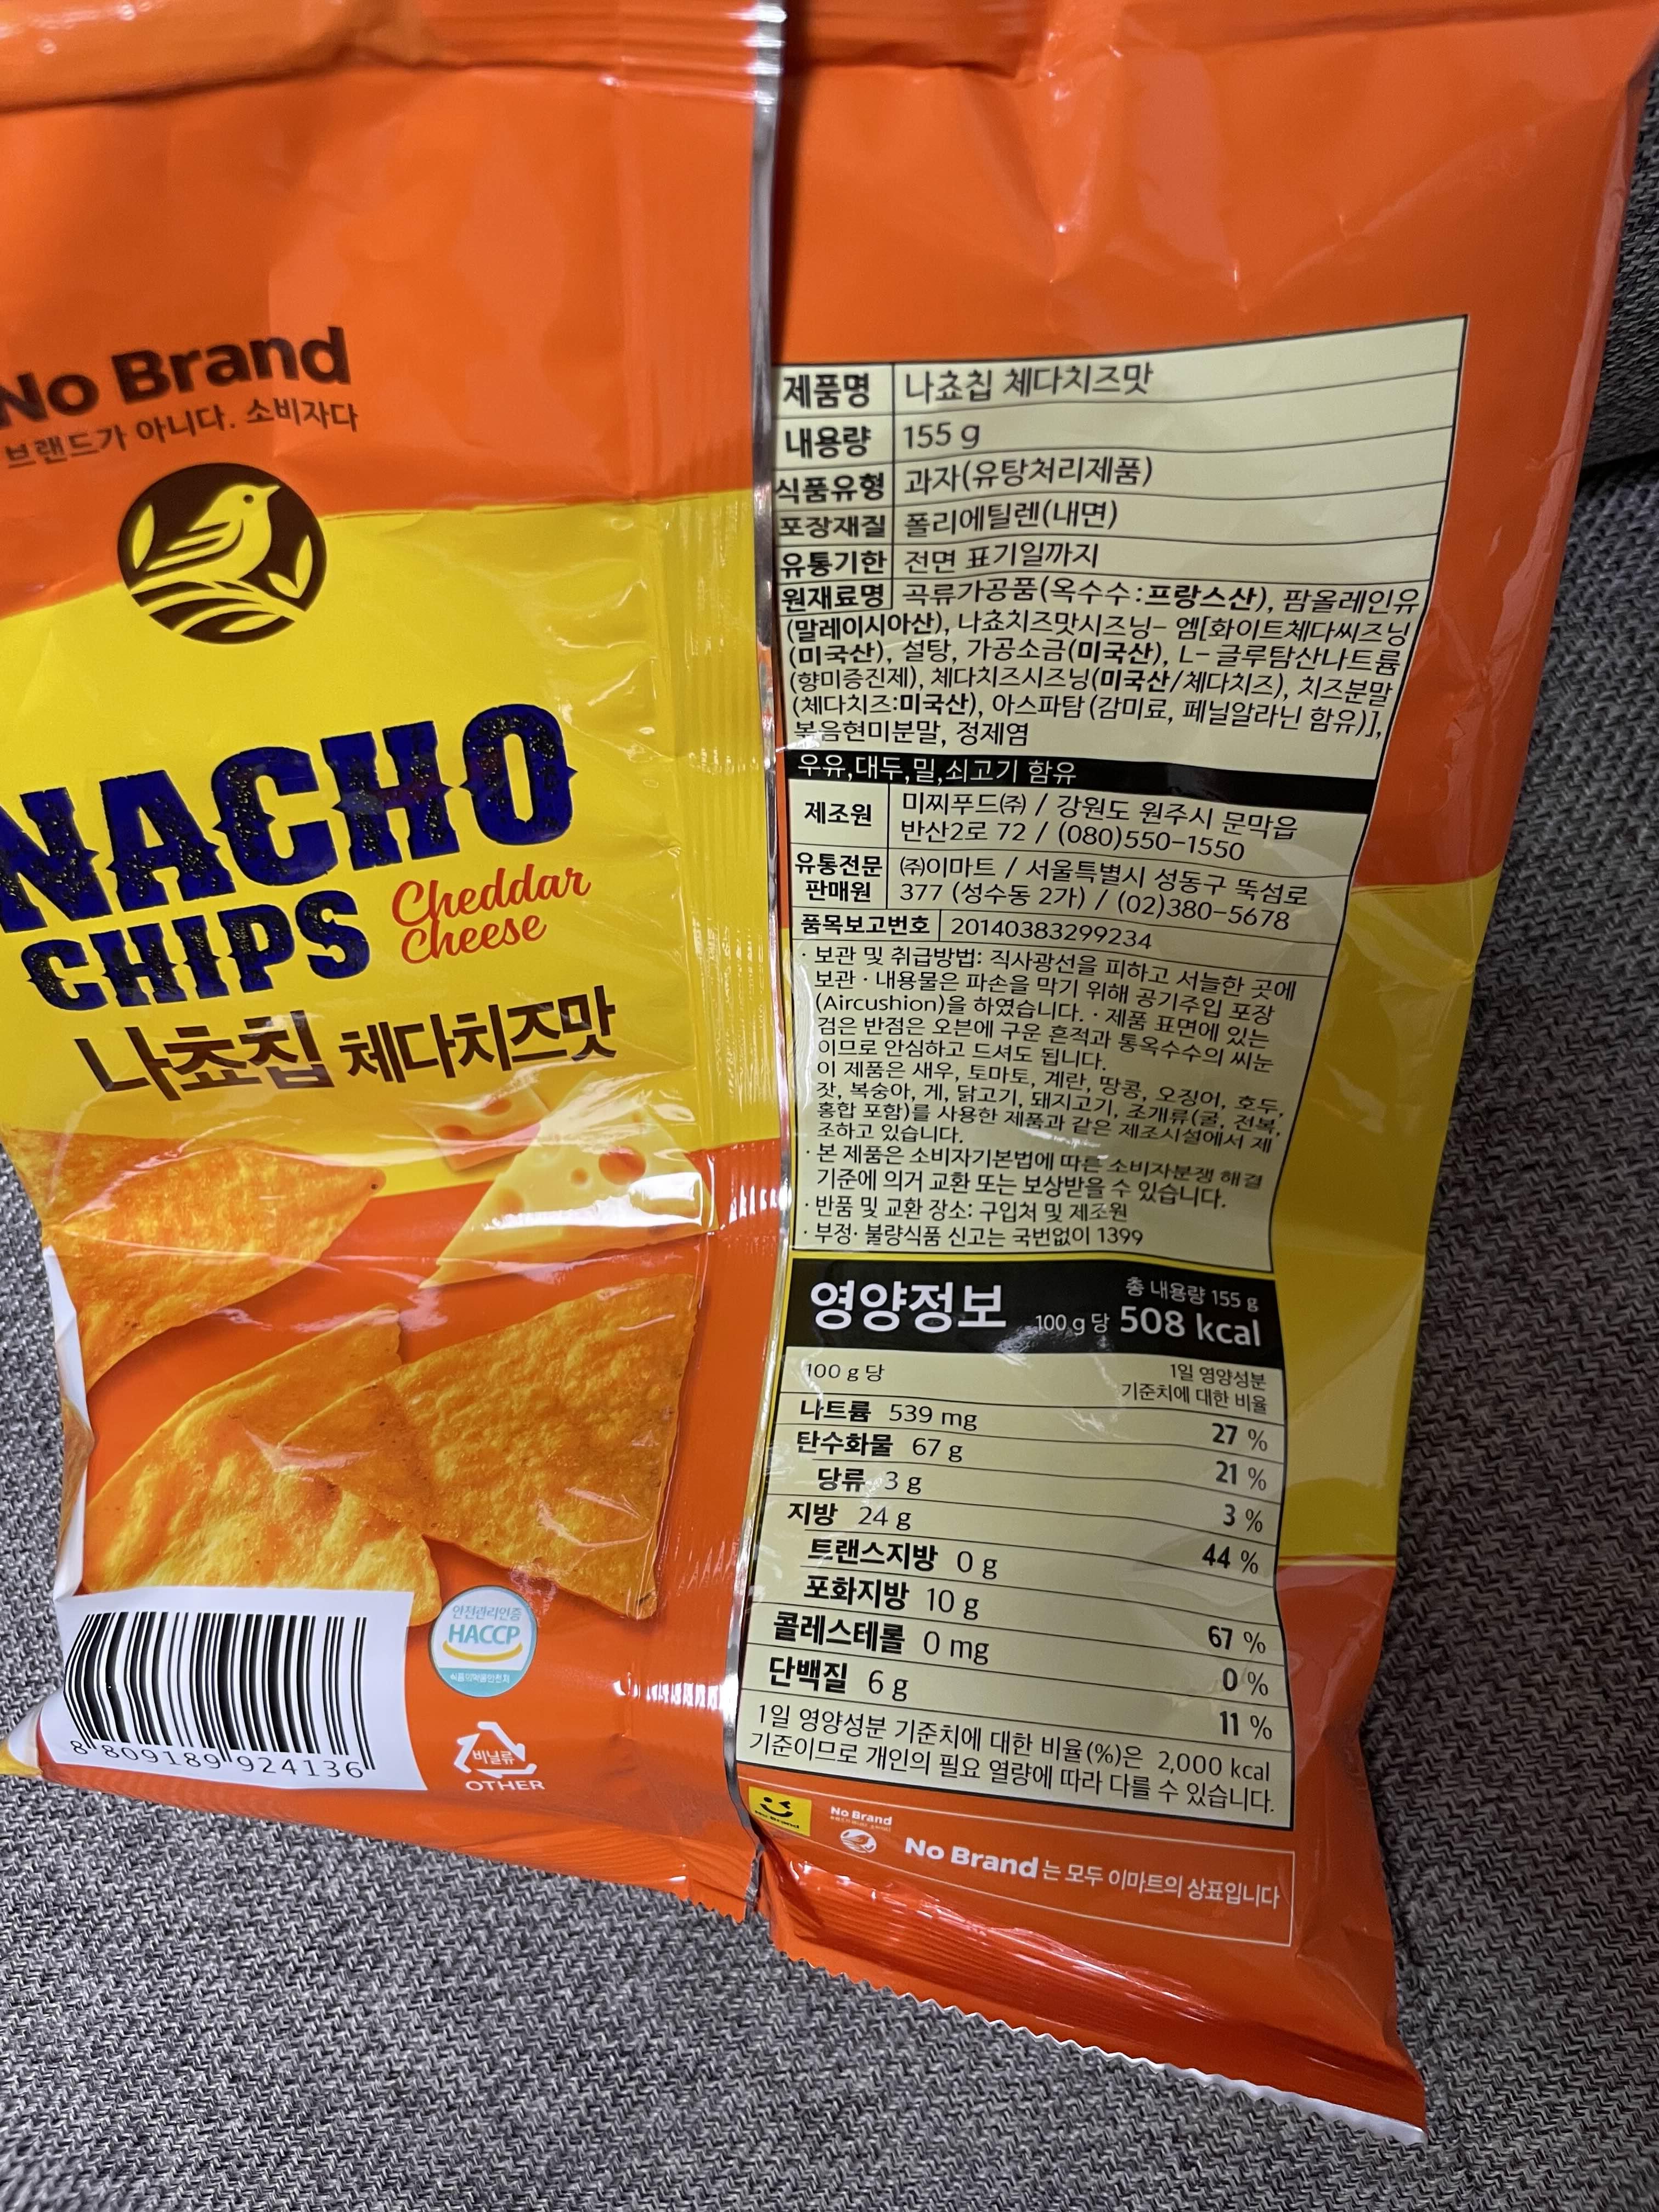 No Brand
브랜드가 아니다. 소비자다
NACHO
CHIPS
Cheddar
Cheese
나쵸칩 체다치즈맛
8 809189 924136
안전관리인증
HACCP
식품의약품안전처
비닐류
OTHER
제품명 나쵸칩 체다치즈맛
내용량 155 g
식품유형 과자(유탕처리제품)
포장재질 폴리에틸렌(내면)
유통기한 전면 표기일까지
원재료명 곡류가공품(옥수수:프랑스산), 팜올레인유
(말레이시아산), 나쵸치즈맛시즈닝- 엠[화이트체다씨즈닝
(미국산), 설탕, 가공소금(미국산), L- 글루탐산나트륨
(향미증진제), 체다치즈시즈닝(미국산/체다치즈), 치즈분말
(체다치즈:미국산), 아스파탐(감미료, 페닐알라닌 함유)],
볶음현미분말, 정제염
우유,대두,밀,쇠고기 함유
제조원 미찌푸드㈜ / 강원도 원주시 문막읍
반산2로 72 / (080)550-1550
유통전문 ㈜이마트 / 서울특별시 성동구 뚝섬로
판매원 377 (성수동 2가) / (02)380-5678
품목보고번호 20140383299234
· 보관 및 취급방법: 직사광선을 피하고 서늘한 곳에
보관 · 내용물은 파손을 막기 위해 공기주입 포장
(Aircushion)을 하였습니다. · 제품 표면에 있는
검은 반점은 오븐에 구운 흔적과 통옥수수의 씨눈
이므로 안심하고 드셔도 됩니다.
이 제품은 새우, 토마토, 계란, 땅콩, 오징어, 호두,
잣, 복숭아, 게, 닭고기, 돼지고기, 조개류(굴, 전복,
홍합 포함)를 사용한 제품과 같은 제조시설에서 제
조하고 있습니다.
· 본 제품은 소비자기본법에 따른 소비자분쟁 해결
기준에 의거 교환 또는 보상받을 수 있습니다.
· 반품 및 교환 장소: 구입처 및 제조원
· 부정· 불량식품 신고는 국번없이 1399
영양정보
총 내용량 155 g
100 g 당 508 kcal
100 g 당
1일 영양성분
기준치에 대한 비율
나트륨 539 mg 27 %
탄수화물 67 g 21 %
당류 3 g 3 %
지방 24 g 44 %
트랜스지방 0 g
포화지방 10 g 67 %
콜레스테롤 0 mg 0 %
단백질 6 g 11 %
1일 영양성분 기준치에 대한 비율(%)은 2,000 kcal
기준이므로 개인의 필요 열량에 따라 다를 수 있습니다.
No Brand
No Brand
No Brand는 모두 이마트의 상표입니다